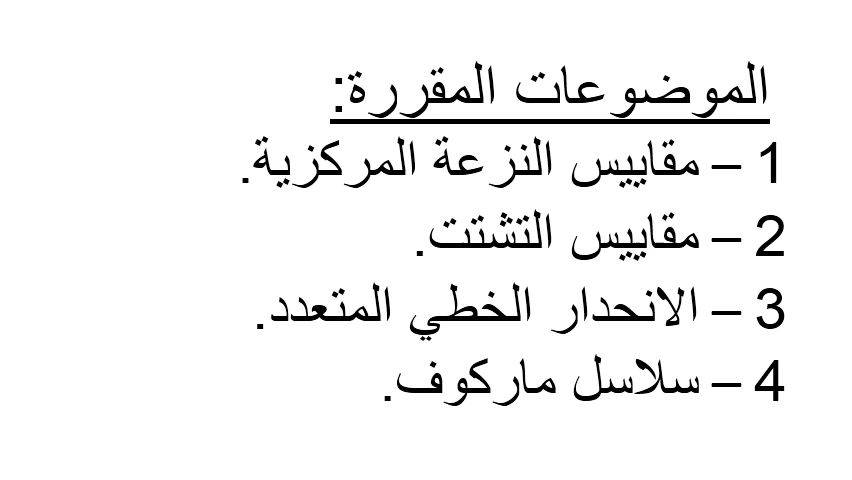 الموضوعات المقررة:
1 – مقاييس النزعة المركزية.
2 – مقاييس التشتت.
3 – الانحدار الخطي المتعدد.
4 – سلاسل ماركوف.